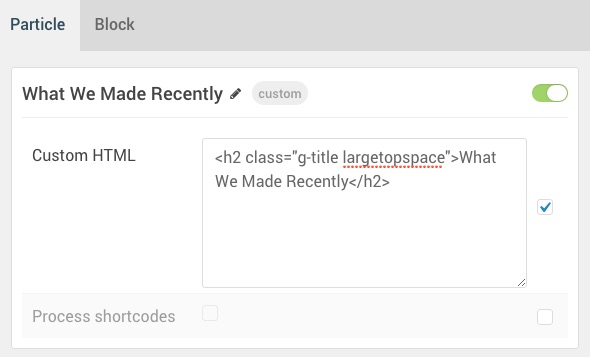 Particle Block
What We Made Recently custom
Custom HTML
<h2 class="g-title largetopspace">What
We Made Recently</h2>
Process shortcodes